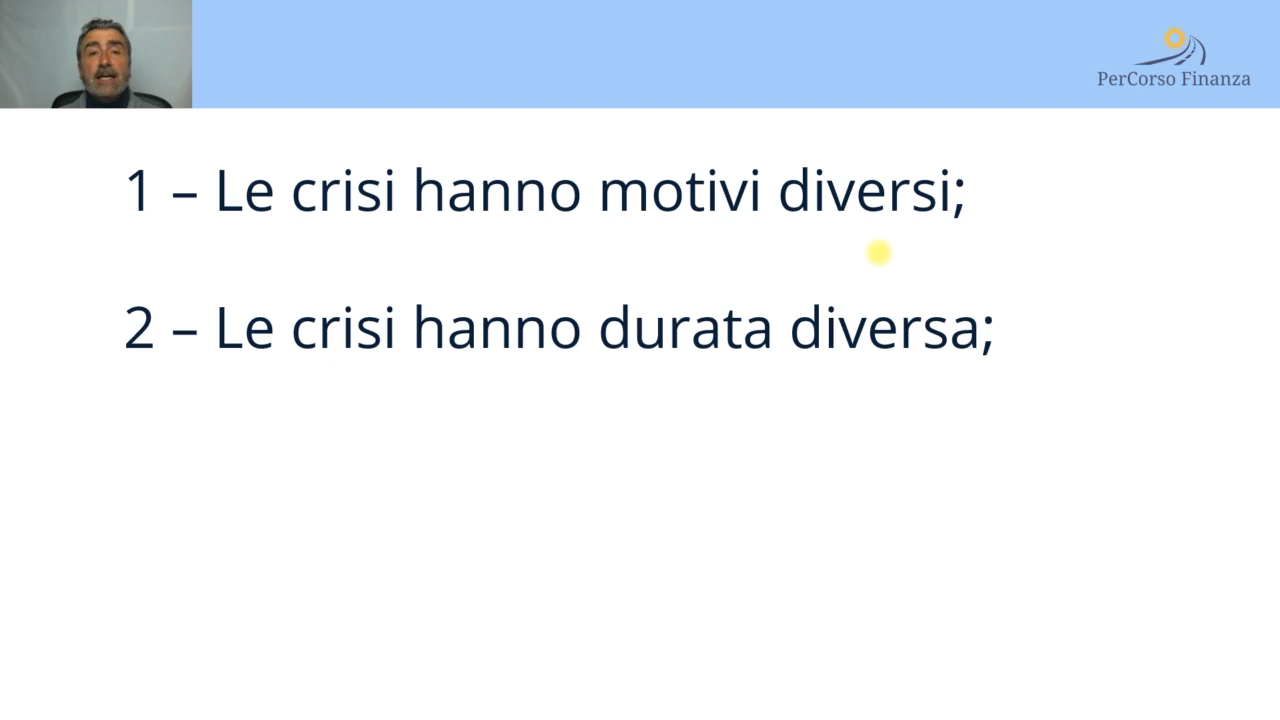 PerCorso Finanza
1 – Le crisi hanno motivi diversi;
2 – Le crisi hanno durata diversa;